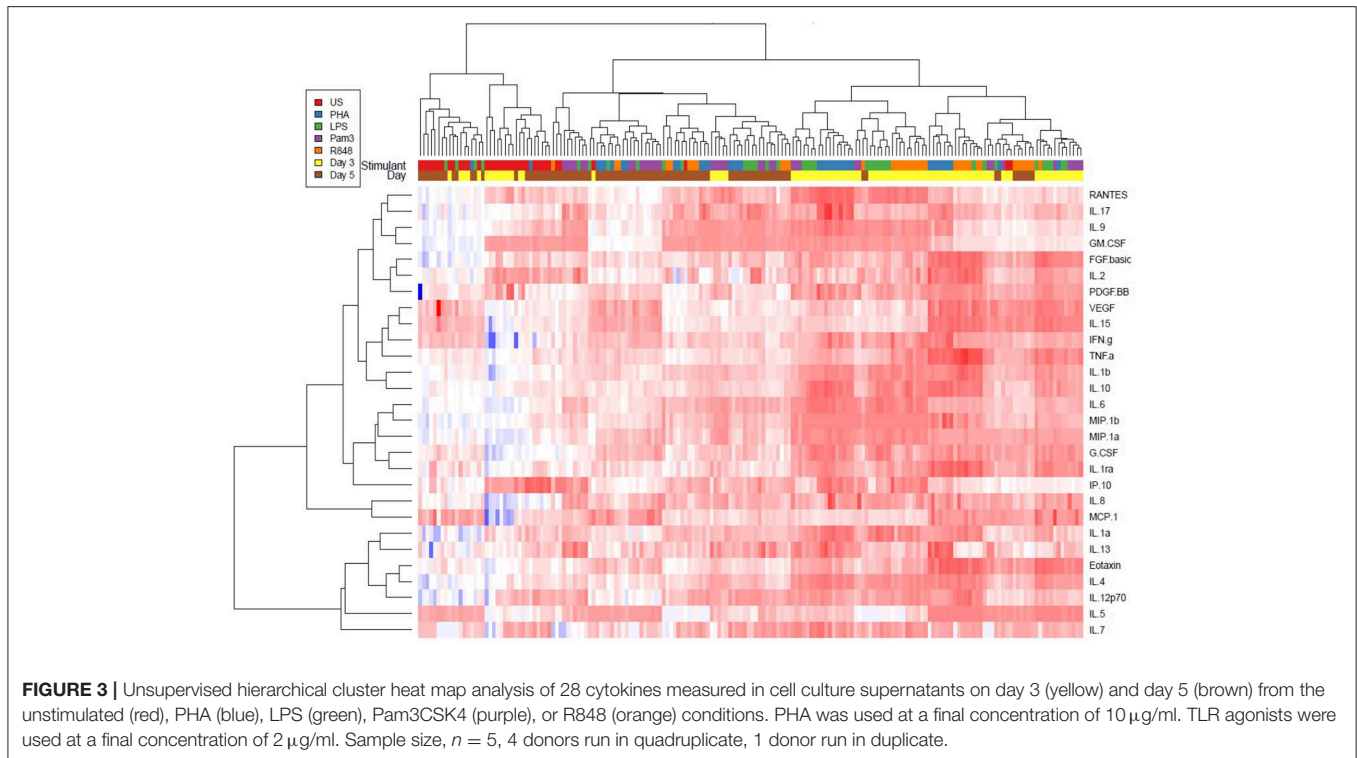 US
PHA
LPS
Pam3
R848
Day 3
Day 5
Stimulant
Day
RANTES
IL.17
IL.9
GM.CSF
FGF.basic
IL.2
PDGF.BB
VEGF
IL.15
IFN.g
TNF.a
IL.1b
IL.10
IL.6
MIP.1b
MIP.1a
G.CSF
IL.1ra
IP.10
IL.8
MCP.1
IL.1a
IL.13
Eotaxin
IL.4
IL.12p70
IL.5
IL.7
FIGURE 3 | Unsupervised hierarchical cluster heat map analysis of 28 cytokines measured in cell culture supernatants on day 3 (yellow) and day 5 (brown) from the
unstimulated (red), PHA (blue), LPS (green), Pam3CSK4 (purple), or R848 (orange) conditions. PHA was used at a final concentration of 10 μg/ml. TLR agonists were
used at a final concentration of 2 μg/ml. Sample size, n = 5, 4 donors run in quadruplicate, 1 donor run in duplicate.